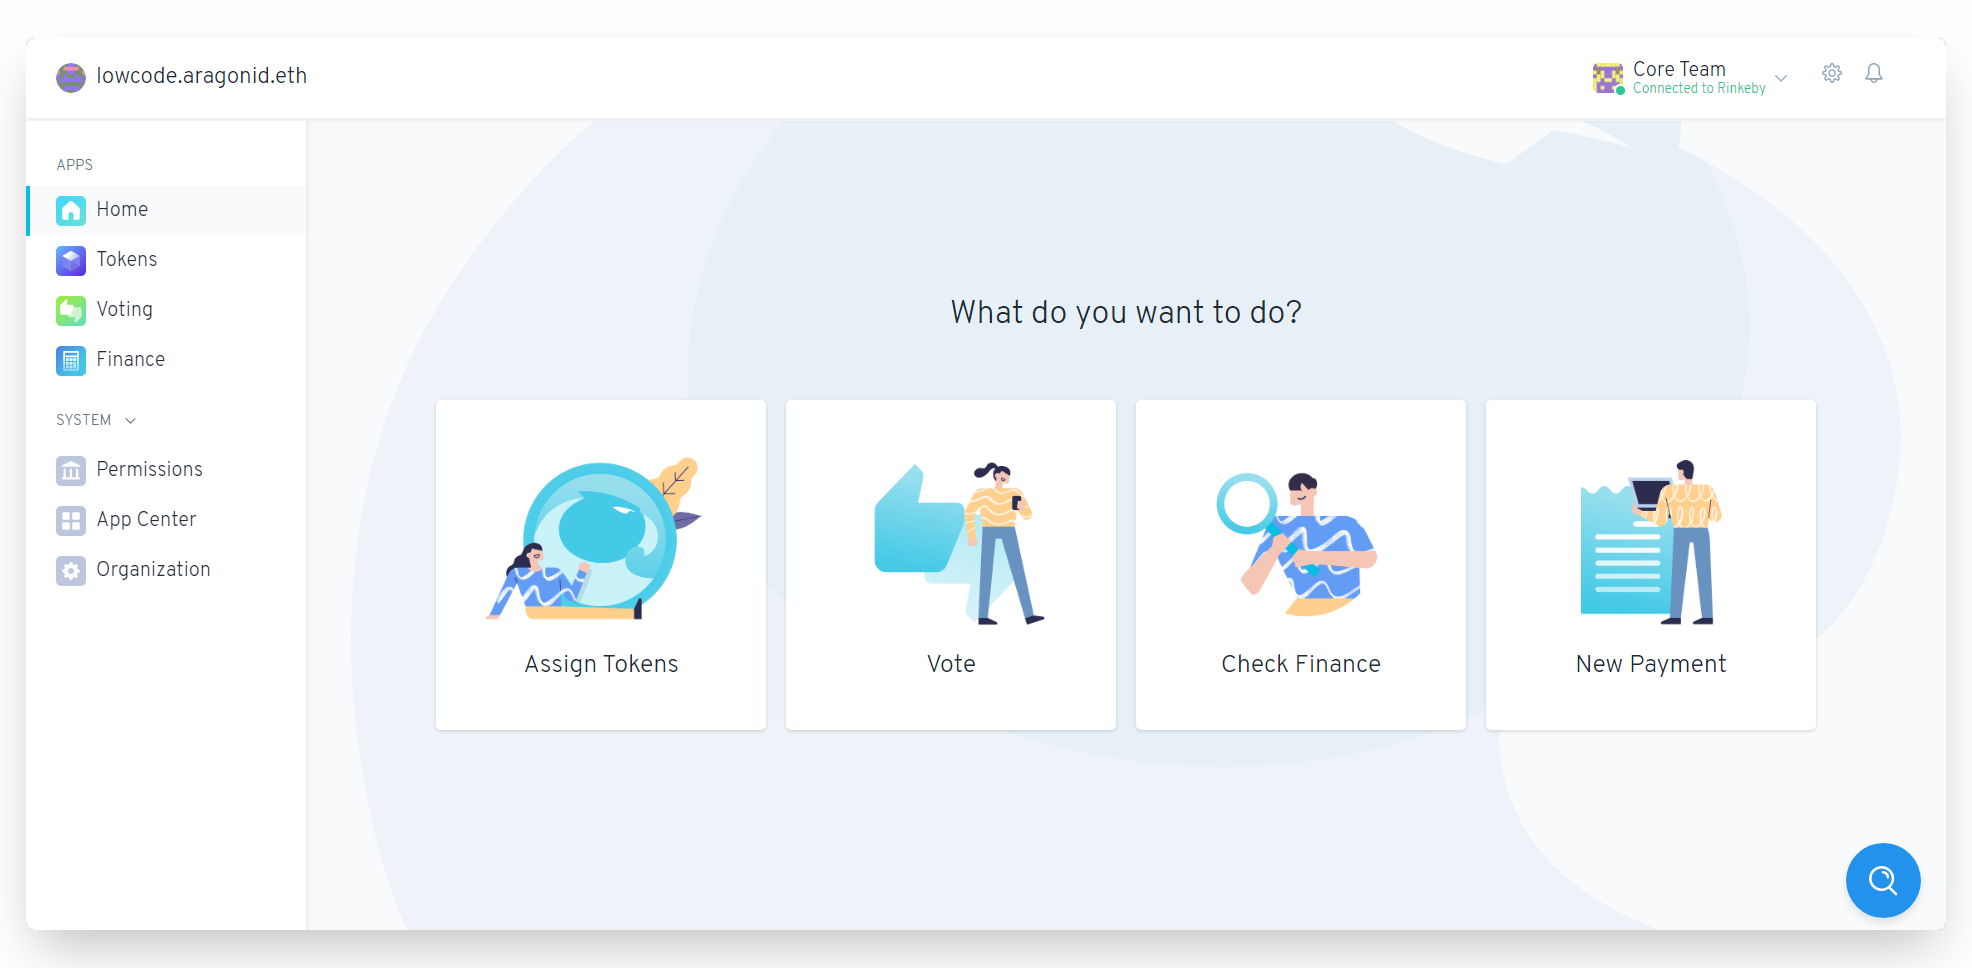 lowcode.aragonid.eth
Core Team
Connected to Rinkeby
APPS
Home
Tokens
Voting
Finance
SYSTEM
Permissions
App Center
Organization
What do you want to do?
Assign Tokens
Vote
Check Finance
New Payment